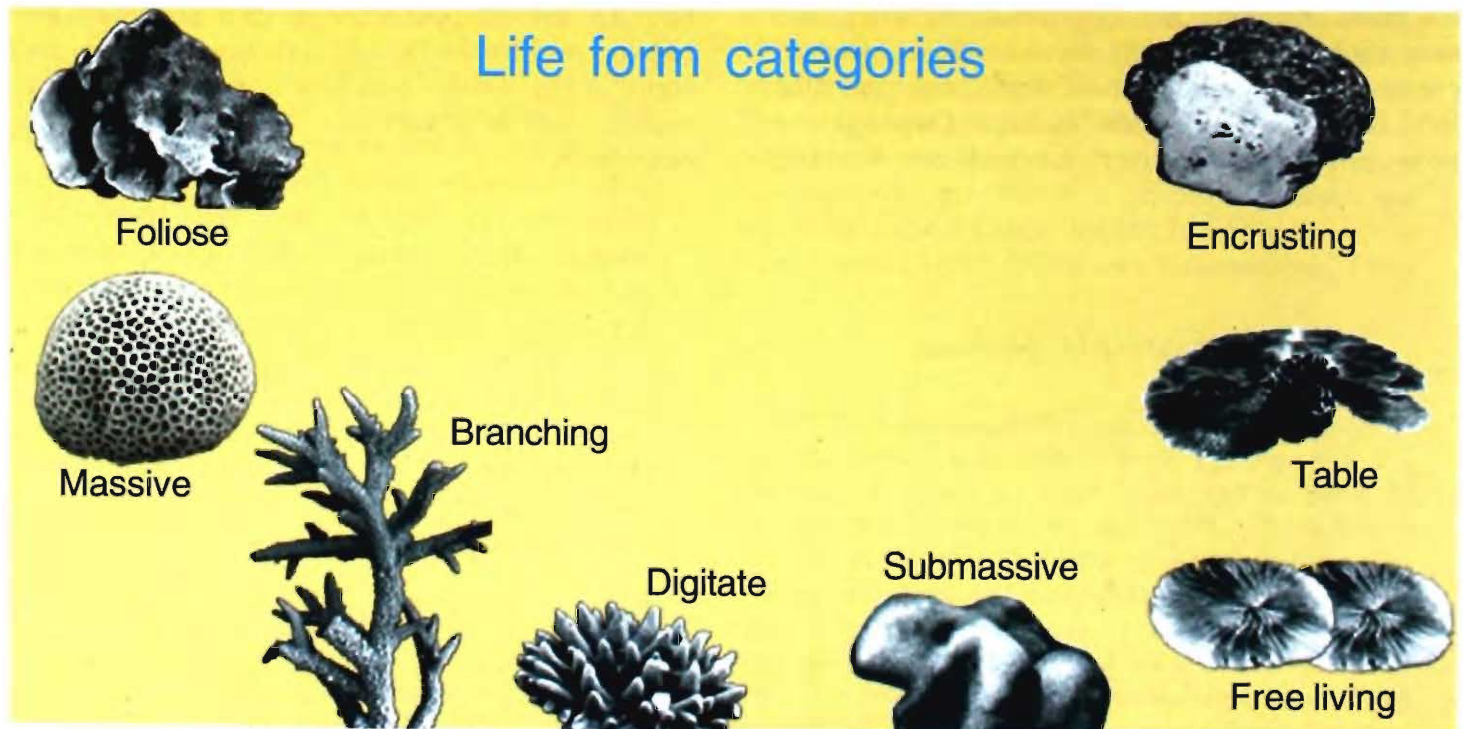 Life form categories
Foliose
Encrusting
Massive
Branching
Table
Digitate
Submassive
Free living